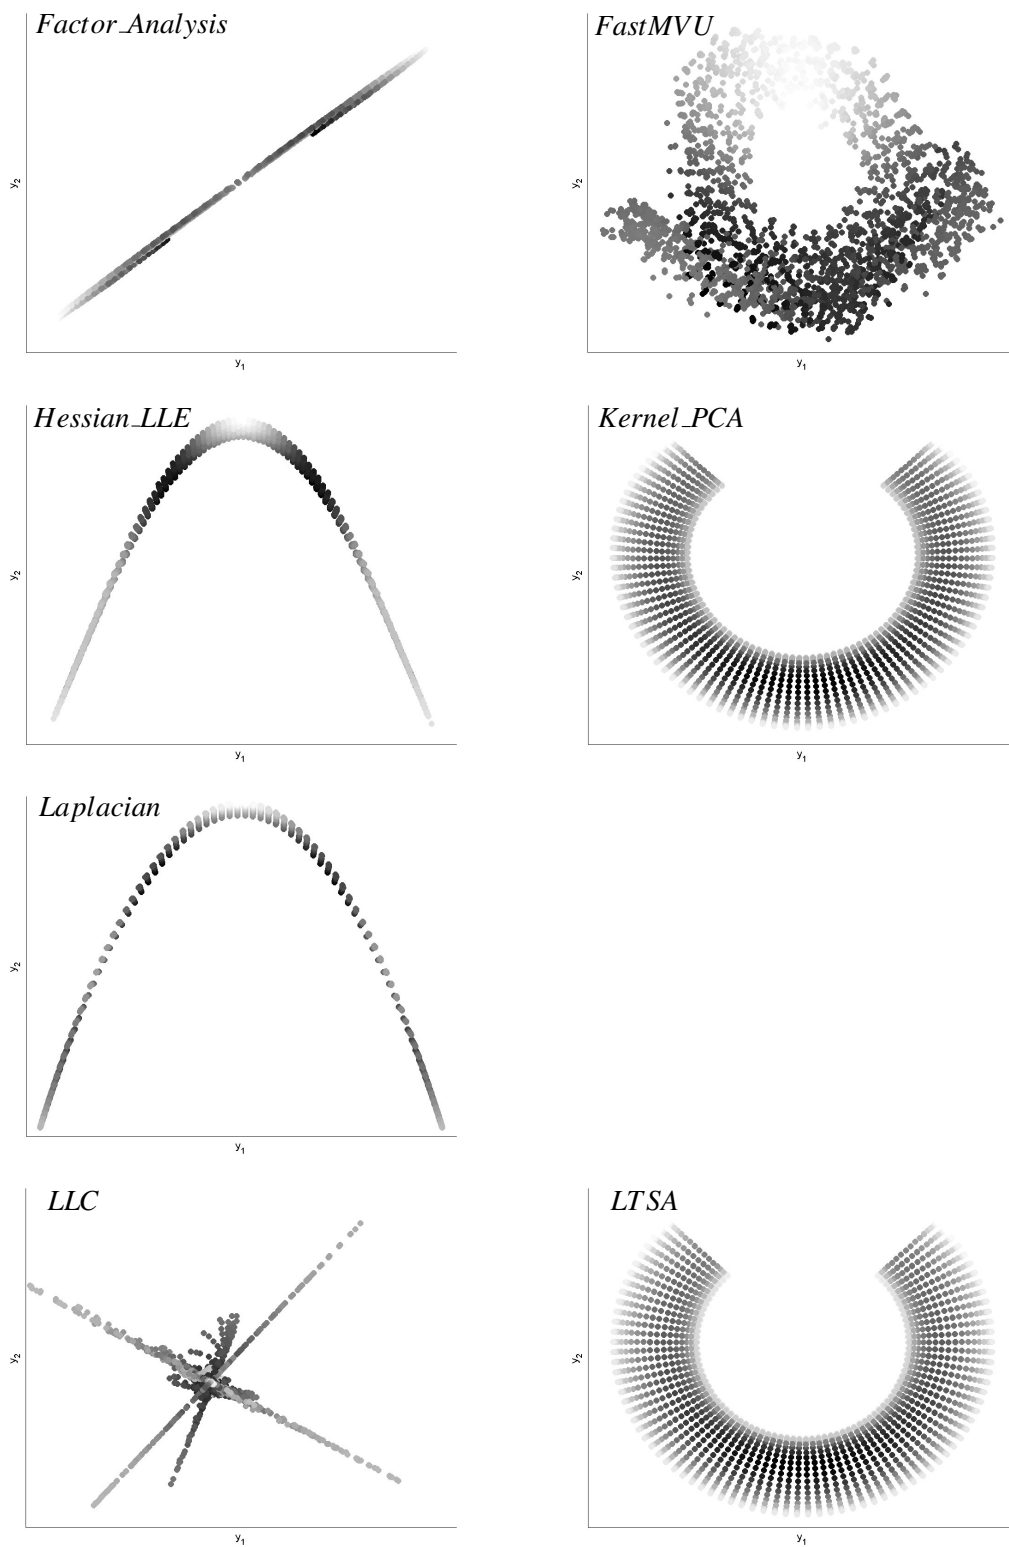 Factor_Analysis
y₂
y₁
FastMVU
y₂
y₁
Hessian_LLE
y₂
y₁
Kernel_PCA
y₂
y₁
Laplacian
y₂
y₁
LLC
y₂
y₁
LTSA
y₂
y₁